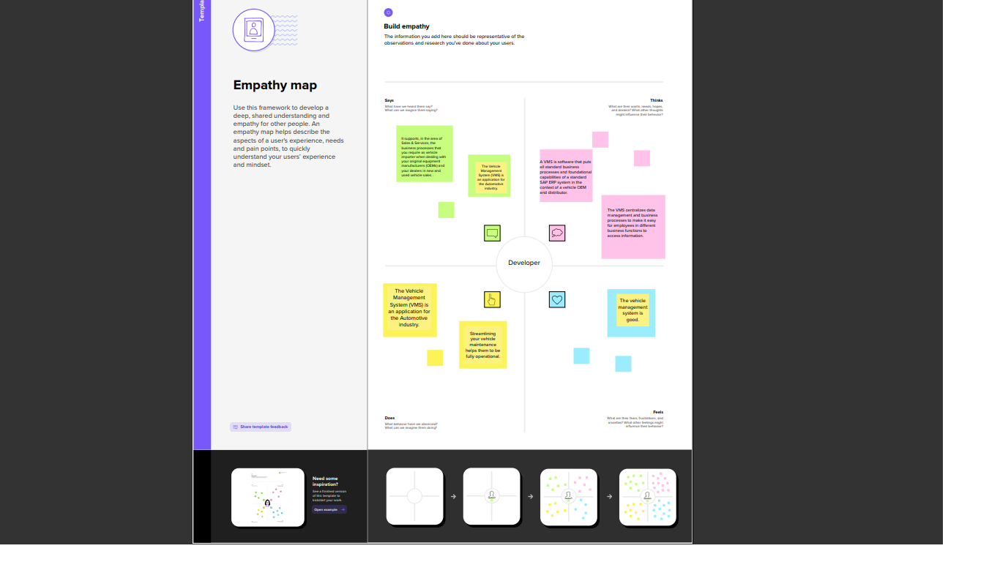 Templa
Empathy map
Use this framework to develop a
deep, shared understanding and
empathy for other people. An
empathy map helps describe the
aspects of a user's experience, needs
and pain points, to quickly
understand your users' experience
and mindset.
Share template feedback
Build empathy
The information you add here should be representative of the
observations and research you've done about your users.
Says
What have we heard them say?
What can we imagine them saying?
Thinks
What are their wants, needs, hopes,
and dreams? What other thoughts
might influence their behavior?
It supports, in the area of
Sales & Services, the
business processes that
you require as vehicle
importer when dealing with
your original equipment
manufacturers (OEMs) and
your dealers in new and
used vehicle sales .
The Vehicle
Management
System (VMS) is
an application for
the Automotive
industry.
A VMS is software that puts
all standard business
processes and foundational
capabilities of a standard
SAP ERP system in the
context of a vehicle OEM
and distributor.
The VMS centralizes data
management and business
processes to make it easy
for employees in different
business functions to
access information.
Developer
The Vehicle
Management
System (VMS) is
an application for
the Automotive
industry.
Streamlining
your vehicle
maintenance
helps them to be
fully operational.
The vehicle
management
system is
good.
Does
What behavior have we observed?
What can we imagine them doing?
Feels
What are their fears, frustrations, and
anxieties? What other feelings might
influence their behavior?
Need some
inspiration?
See a finished version
of this template to
kickstart your work.
Open example